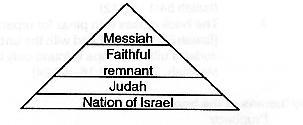 Messiah
Faithful
remnant
Judah
Nation of Israel